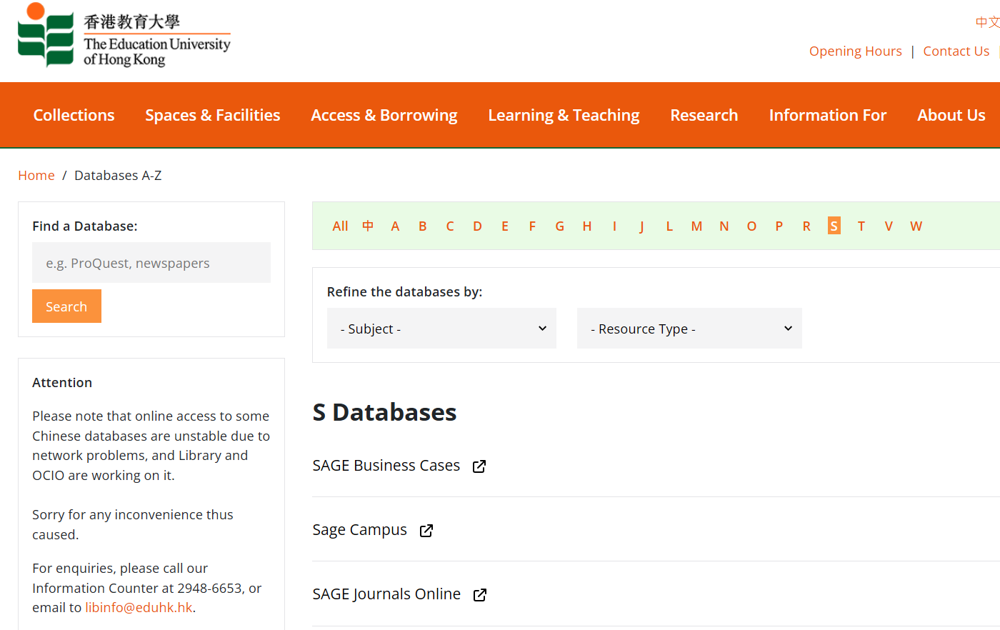 香港教育大學
The Education University
of Hong Kong
中文
Opening Hours | Contact Us |
Collections Spaces & Facilities Access & Borrowing Learning & Teaching Research Information For About Us
Home / Databases A-Z
Find a Database:
e.g. ProQuest, newspapers
Search
Attention
Please note that online access to some
Chinese databases are unstable due to
network problems, and Library and
OCIO are working on it.
Sorry for any inconvenience thus
caused.
For enquiries, please call our
Information Counter at 2948-6653, or
email to libinfo@eduhk.hk.
All 中 A B C D E F G H I J L M N O P R S T V W
Refine the databases by:
- Subject - - Resource Type -
S Databases
SAGE Business Cases
Sage Campus
SAGE Journals Online